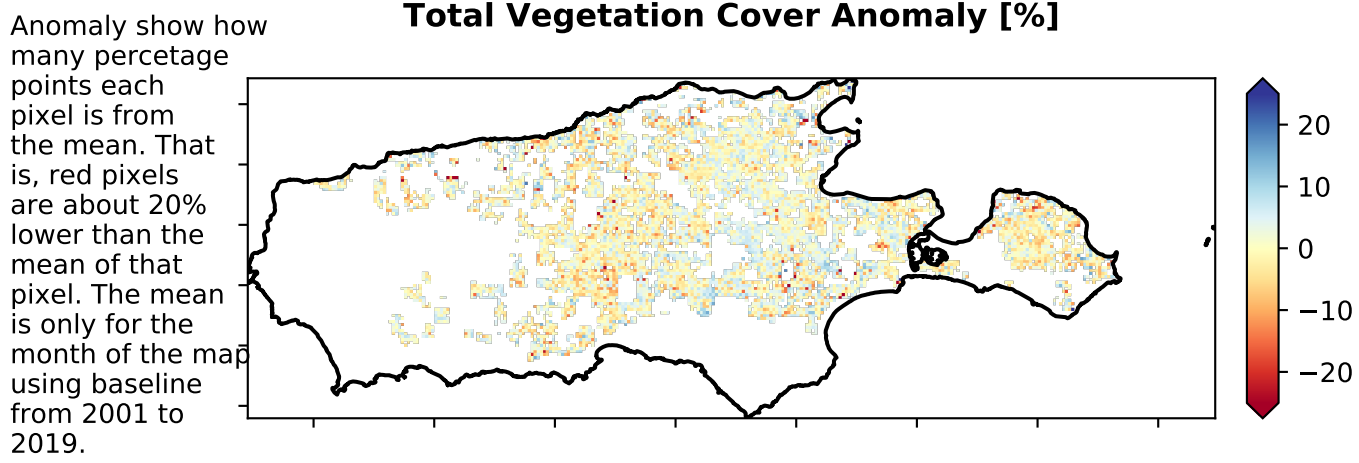 Total Vegetation Cover Anomaly [%]
Anomaly show how
many percetage
points each
pixel is from
the mean. That
is, red pixels
are about 20%
lower than the
mean of that
pixel. The mean
is only for the
month of the map
using baseline
from 2001 to
2019.
20
10
0
−10
−20